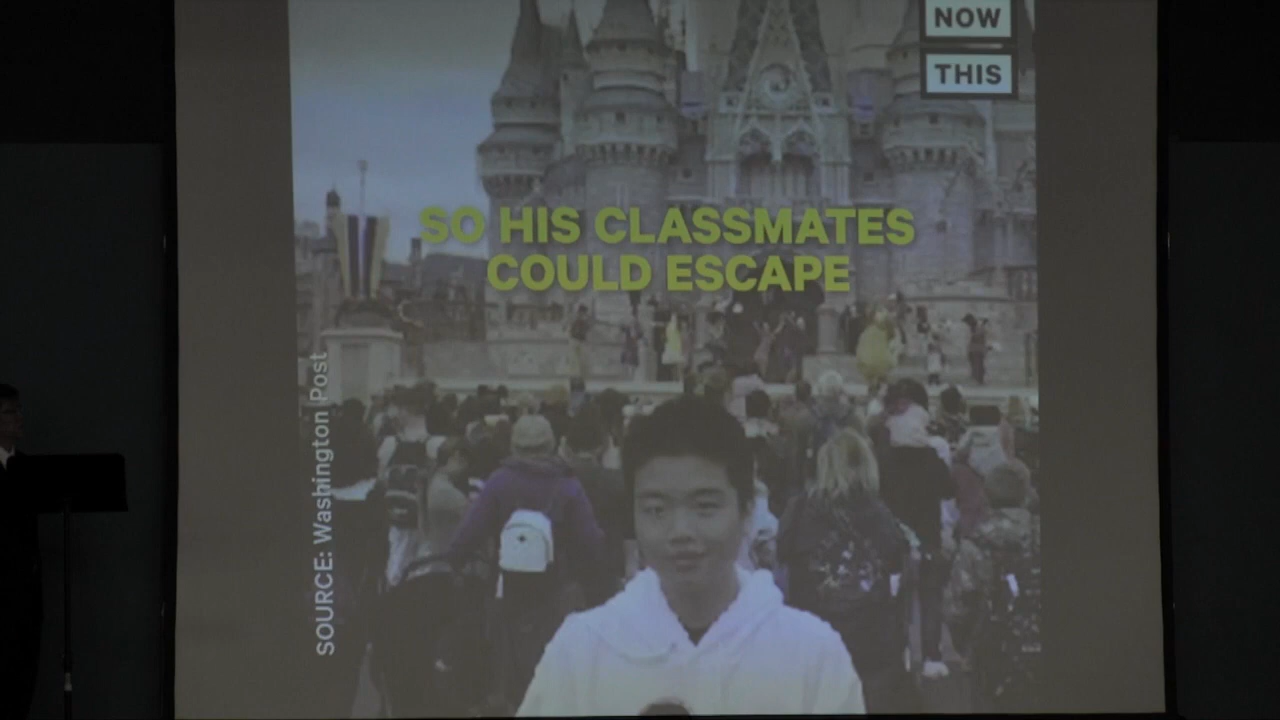 NOW
THIS
SO HIS CLASSMATES
COULD ESCAPE
SOURCE: Washington Post